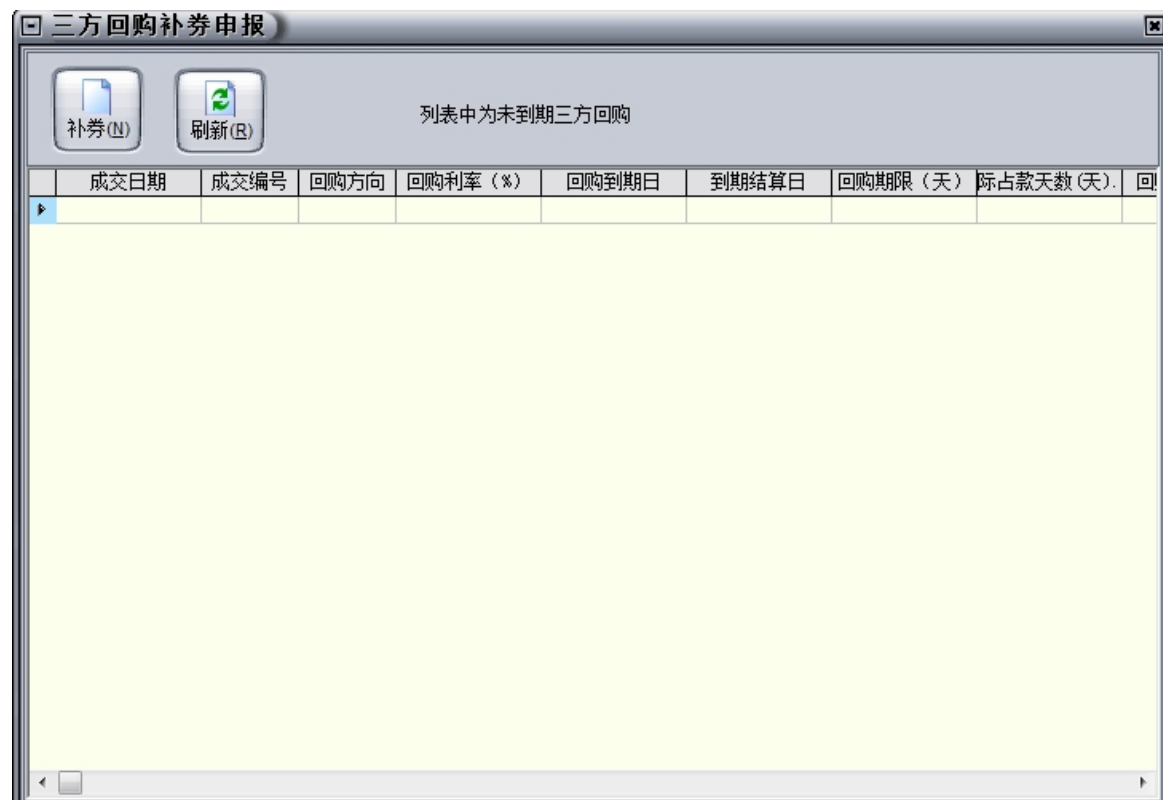 三方回购补券申报
补券(N)
刷新(R)
列表中为未到期三方回购
成交日期 成交编号 回购方向 回购利率（%） 回购到期日 到期结算日 回购期限（天） 际占款天数(天). 回